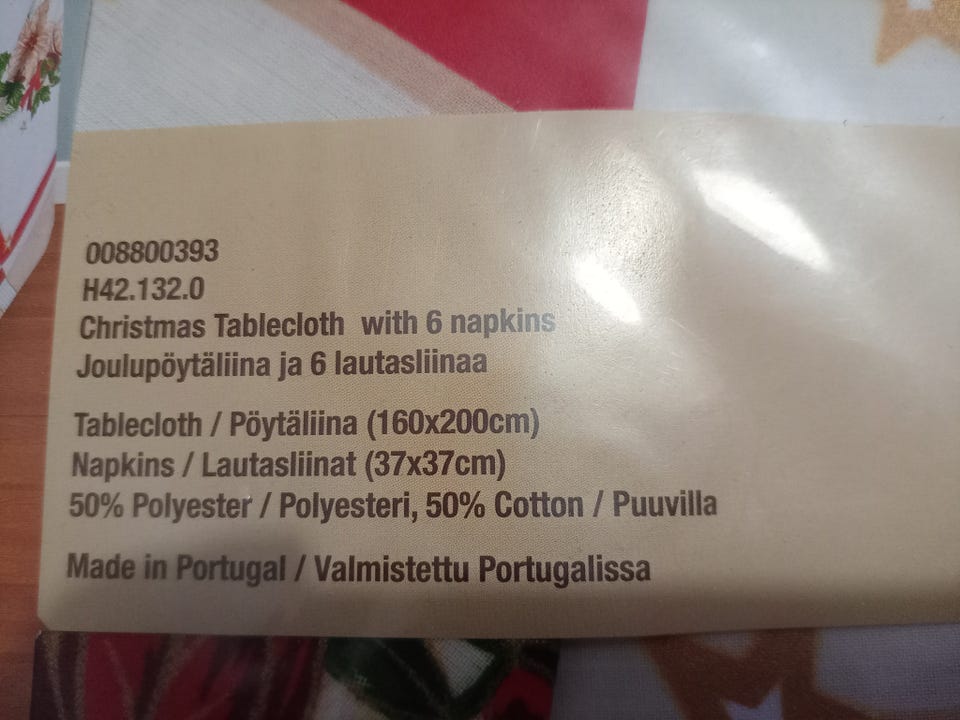 008800393
H42.132.0
Christmas Tablecloth with 6 napkins
Joulupöytäliina ja 6 lautasliinaa
Tablecloth / Pöytäliina (160x200cm)
Napkins / Lautasliinat (37x37cm)
50% Polyester / Polyesteri, 50% Cotton / Puuvilla
Made in Portugal / Valmistettu Portugalissa